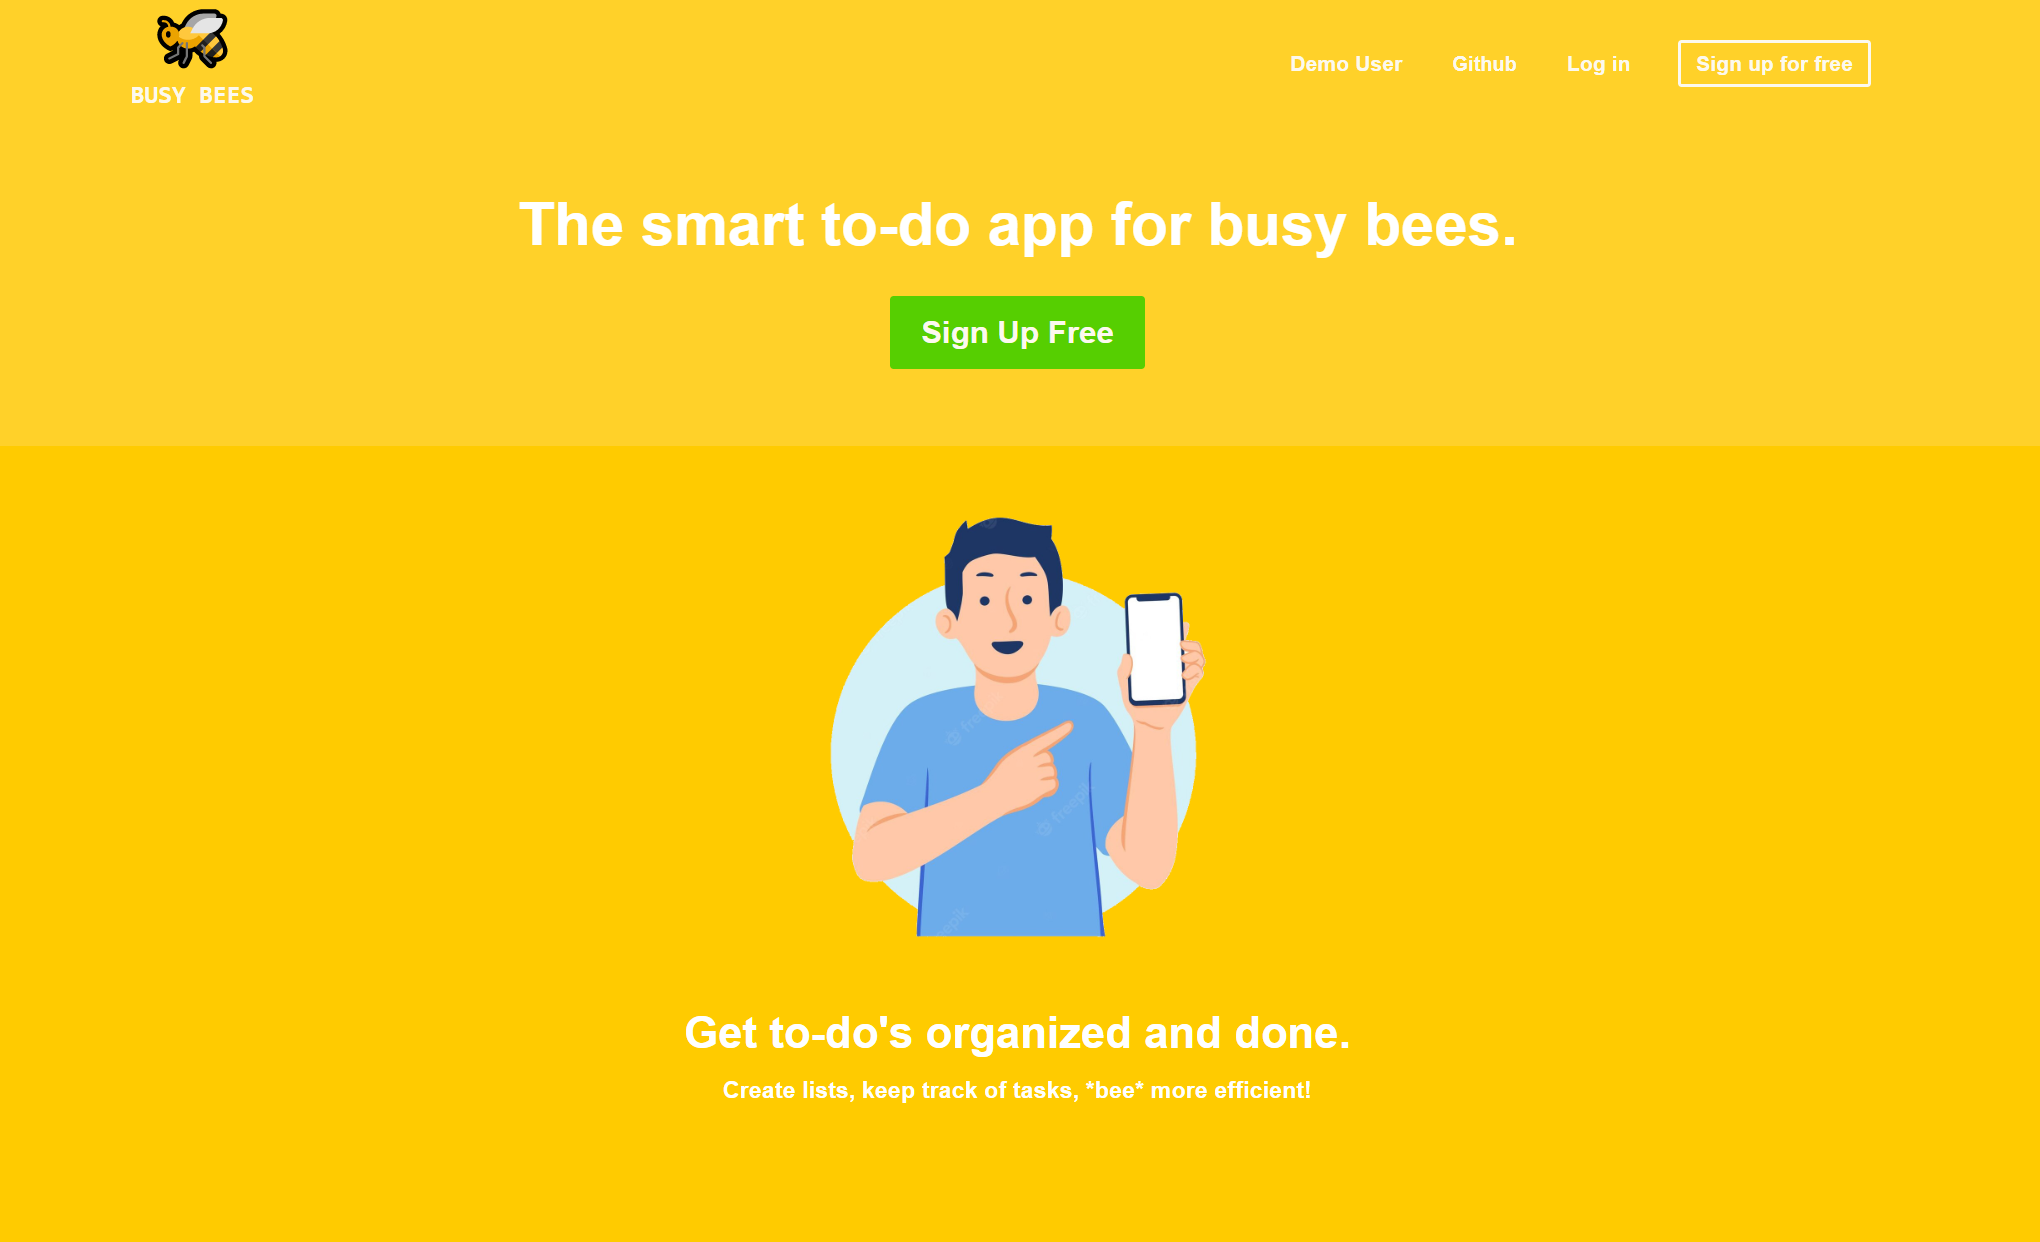 BUSY BEES
Demo User
Github
Log in
Sign up for free
The smart to-do app for busy bees.
Sign Up Free
freepik
Get to-do's organized and done.
Create lists, keep track of tasks, *bee* more efficient!